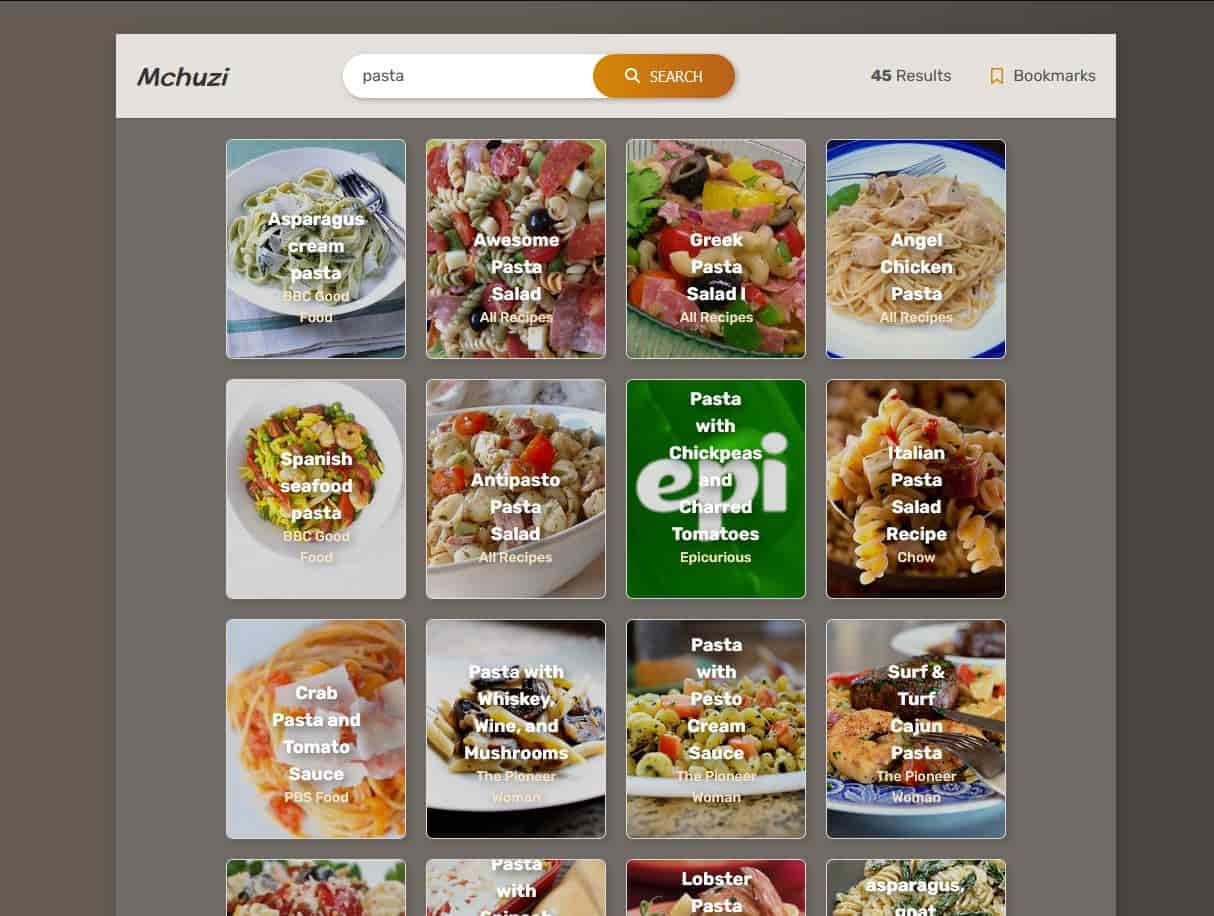 Mchuzi
pasta
SEARCH
45 Results
Bookmarks
Asparagus
cream
pasta
BBC Good
Food
Awesome
Pasta
Salad
All Recipes
Greek
Pasta
Salad I
All Recipes
Angel
Chicken
Pasta
All Recipes
Spanish
seafood
pasta
BBC Good
Food
Antipasto
Pasta
Salad
All Recipes
epi
Pasta
with
Chickpeas
and
Charred
Tomatoes
Epicurious
Italian
Pasta
Salad
Recipe
Chow
Crab
Pasta and
Tomato
Sauce
PBS Food
Pasta with
Whiskey,
Wine, and
Mushrooms
The Pioneer
Woman
Pasta
with
Pesto
Cream
Sauce
The Pioneer
Woman
Surf &
Turf
Cajun
Pasta
The Pioneer
Woman
Pasta
with
Spinach
Lobster
Pasta
asparagus,
goat